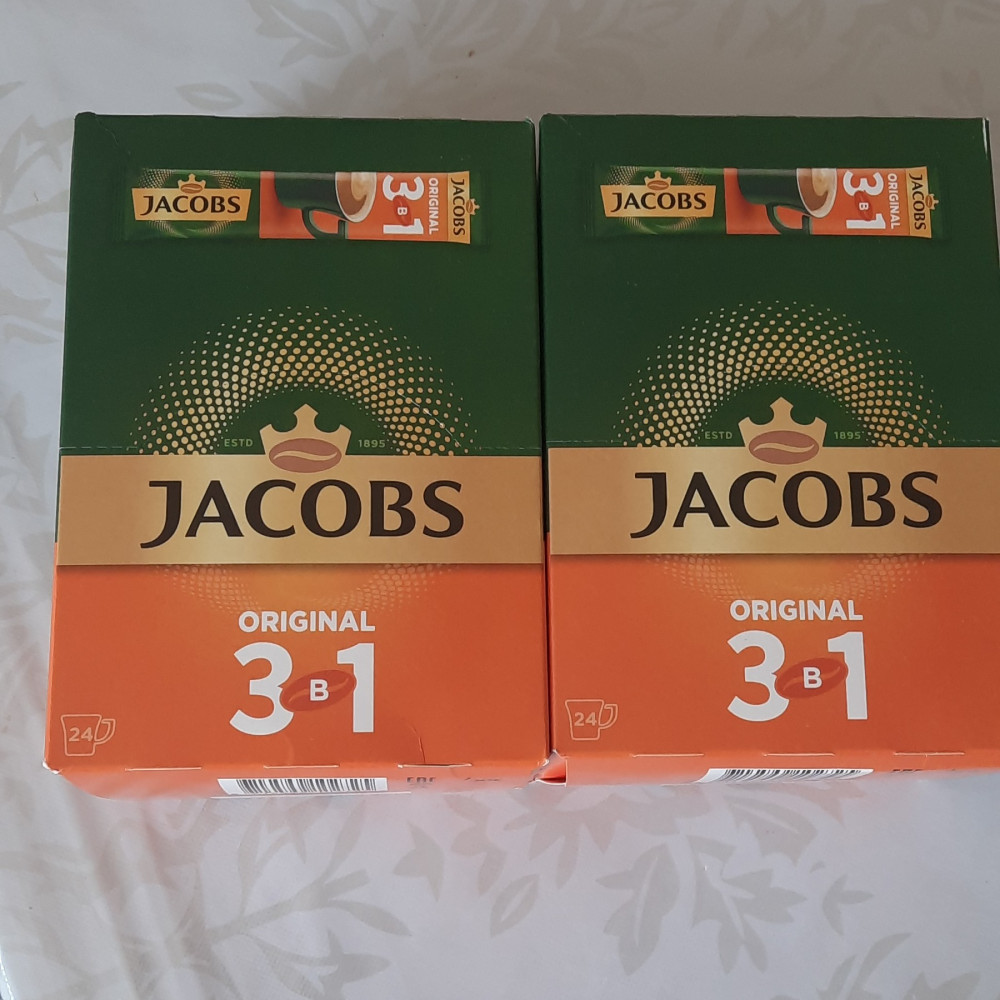 JACOBS
ORIGINAL
3 В 1
JACOBS
ESTD 1895
JACOBS
ORIGINAL
3 В 1
24
EAC
JACOBS
ORIGINAL
3 В 1
JACOBS
ESTD 1895
JACOBS
ORIGINAL
3 В 1
24